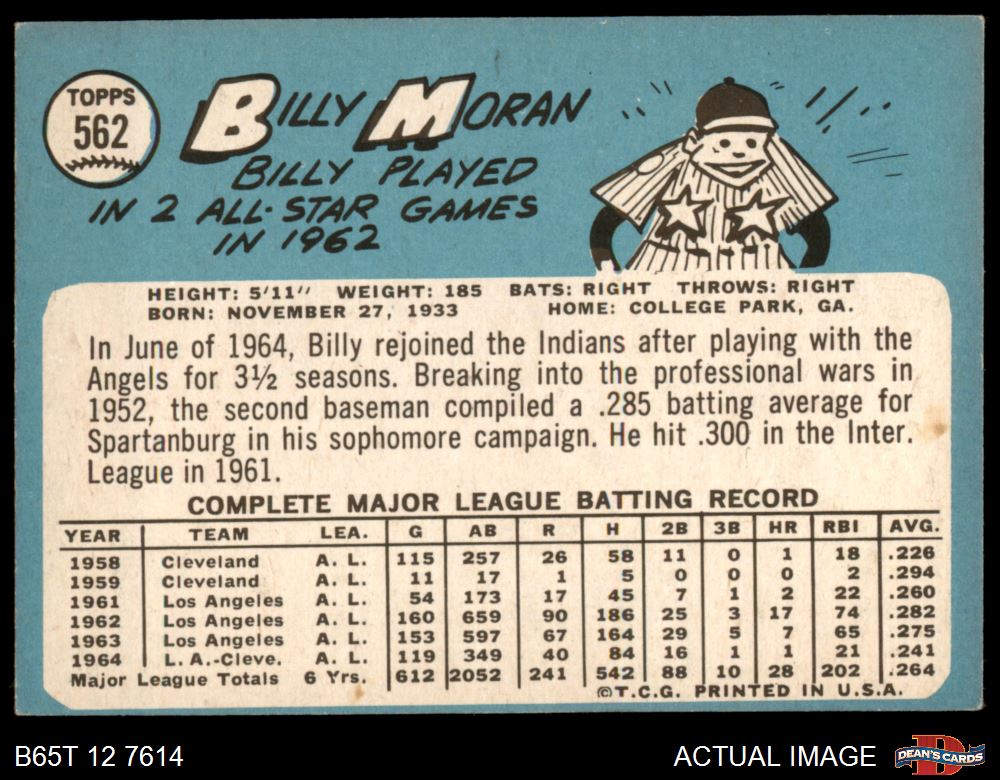 TOPPS
562
BILLY MORAN
BILLY PLAYED
IN 2 ALL-STAR GAMES
IN 1962
HEIGHT: 5'11" WEIGHT: 185 BATS: RIGHT THROWS: RIGHT
BORN: NOVEMBER 27, 1933 HOME: COLLEGE PARK, GA.
In June of 1964, Billy rejoined the Indians after playing with the
Angels for 3½ seasons. Breaking into the professional wars in
1952, the second baseman compiled a .285 batting average for
Spartanburg in his sophomore campaign. He hit .300 in the Inter.
League in 1961.
COMPLETE MAJOR LEAGUE BATTING RECORD
YEAR TEAM LEA. G AB R H 2B 3B HR RBI AVG.
1958 Cleveland A. L. 115 257 26 58 11 0 1 18 .226
1959 Cleveland A. L. 11 17 1 5 0 0 0 2 .294
1961 Los Angeles A. L. 54 173 17 45 7 1 2 22 .260
1962 Los Angeles A. L. 160 659 90 186 25 3 17 74 .282
1963 Los Angeles A. L. 153 597 67 164 29 5 7 65 .275
1964 L. A.-Cleve. A. L. 119 349 40 84 16 1 1 21 .241
Major League Totals 6 Yrs. 612 2052 241 542 88 10 28 202 .264
©T.C.G. PRINTED IN U.S.A.
B65T 12 7614 ACTUAL IMAGE D DEAN'S CARDS